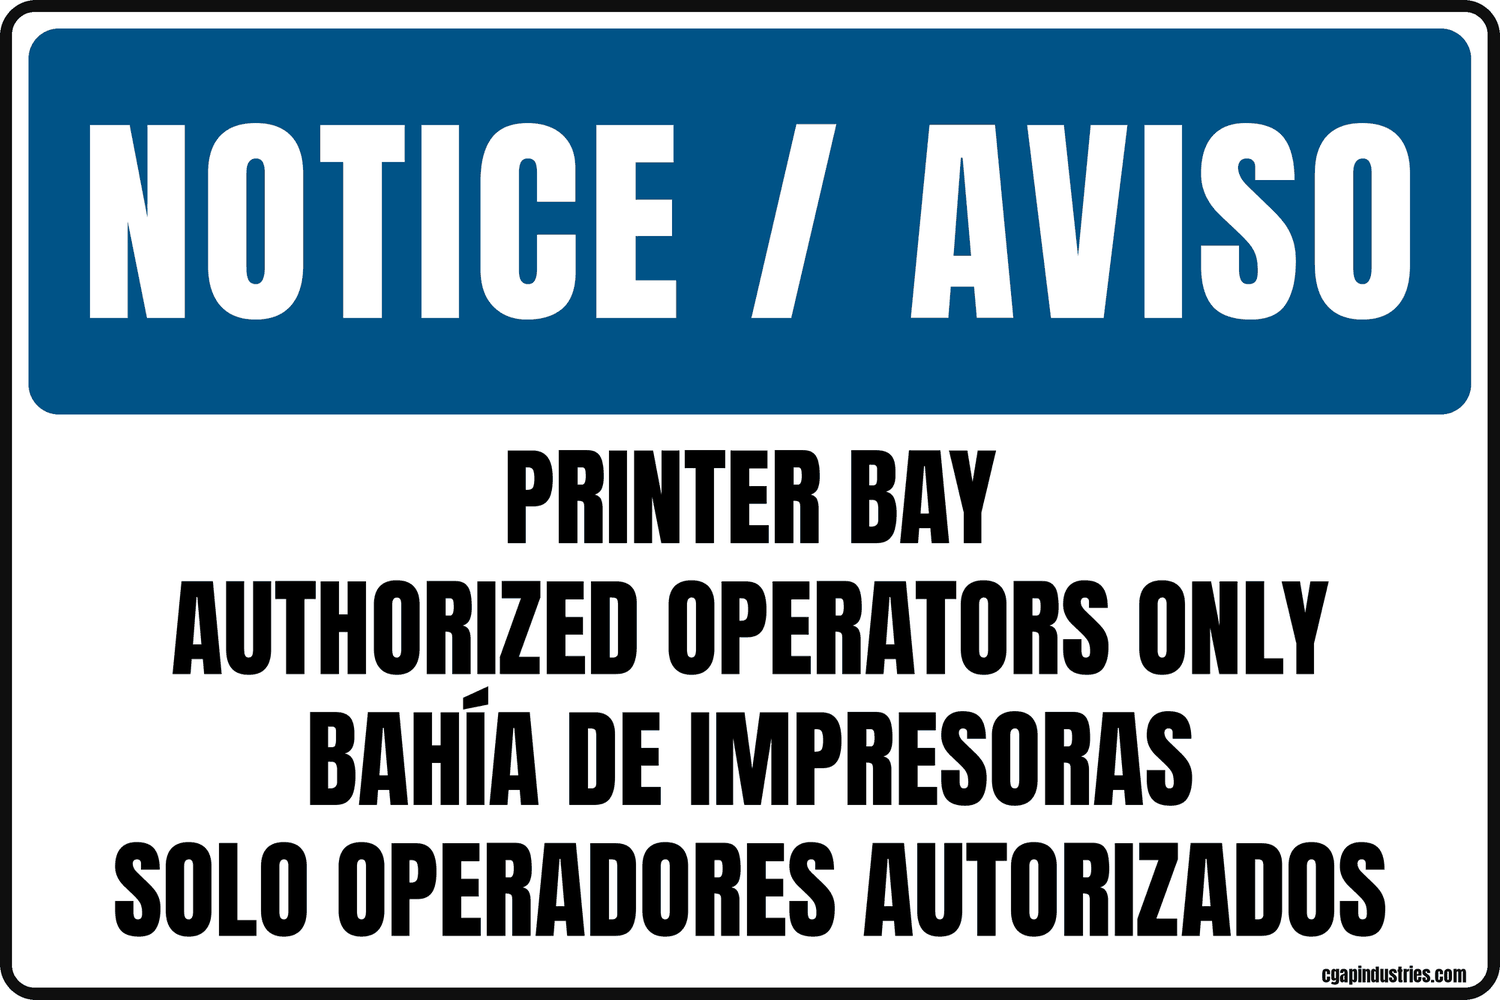 NOTICE / AVISO
PRINTER BAY
AUTHORIZED OPERATORS ONLY
BAHÍA DE IMPRESORAS
SOLO OPERADORES AUTORIZADOS
cgapindustries.com